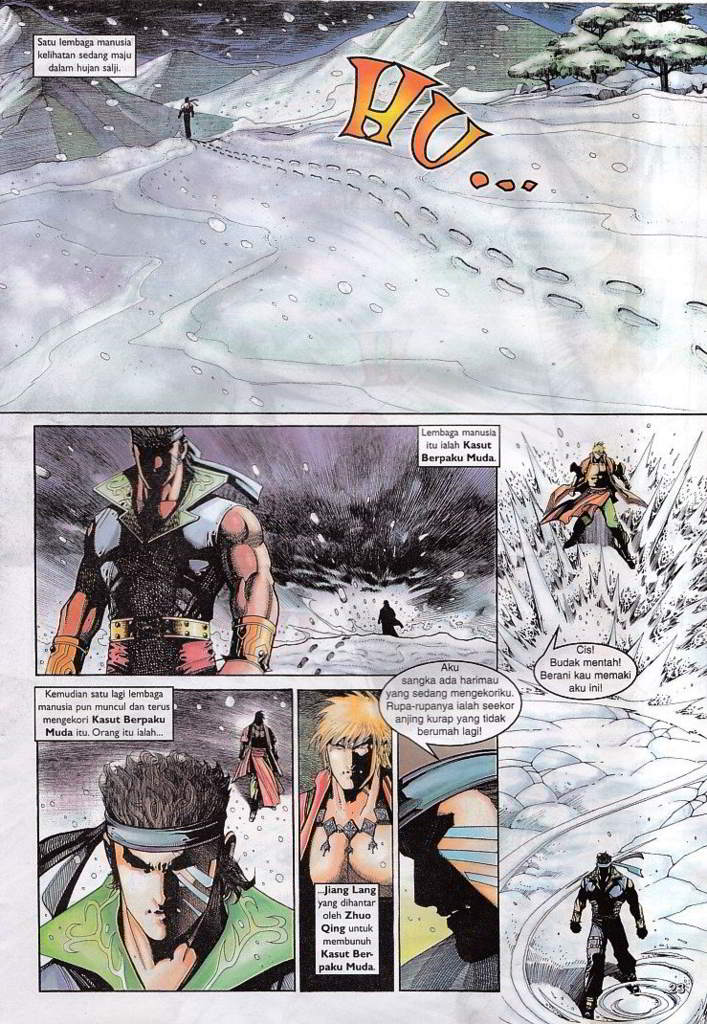 Satu lembaga manusia
kelihatan sedang maju
dalam hujan salji.
HU...
Lembaga manusia
itu ialah Kasut
Berpaku Muda.
Cis!
Budak mentah!
Berani kau memaki
aku ini!
Kemudian satu lagi lembaga
manusia pun muncul dan terus
mengekori Kasut Berpaku
Muda itu. Orang itu ialah...
...Jiang Lang
yang dihantar
oleh Zhuo
Qing untuk
membunuh
Kasut Ber-
paku Muda.
Aku
sangka ada harimau
yang sedang mengekoriku.
Rupa-rupanya ialah seekor
anjing kurap yang tidak
berumah lagi!
23